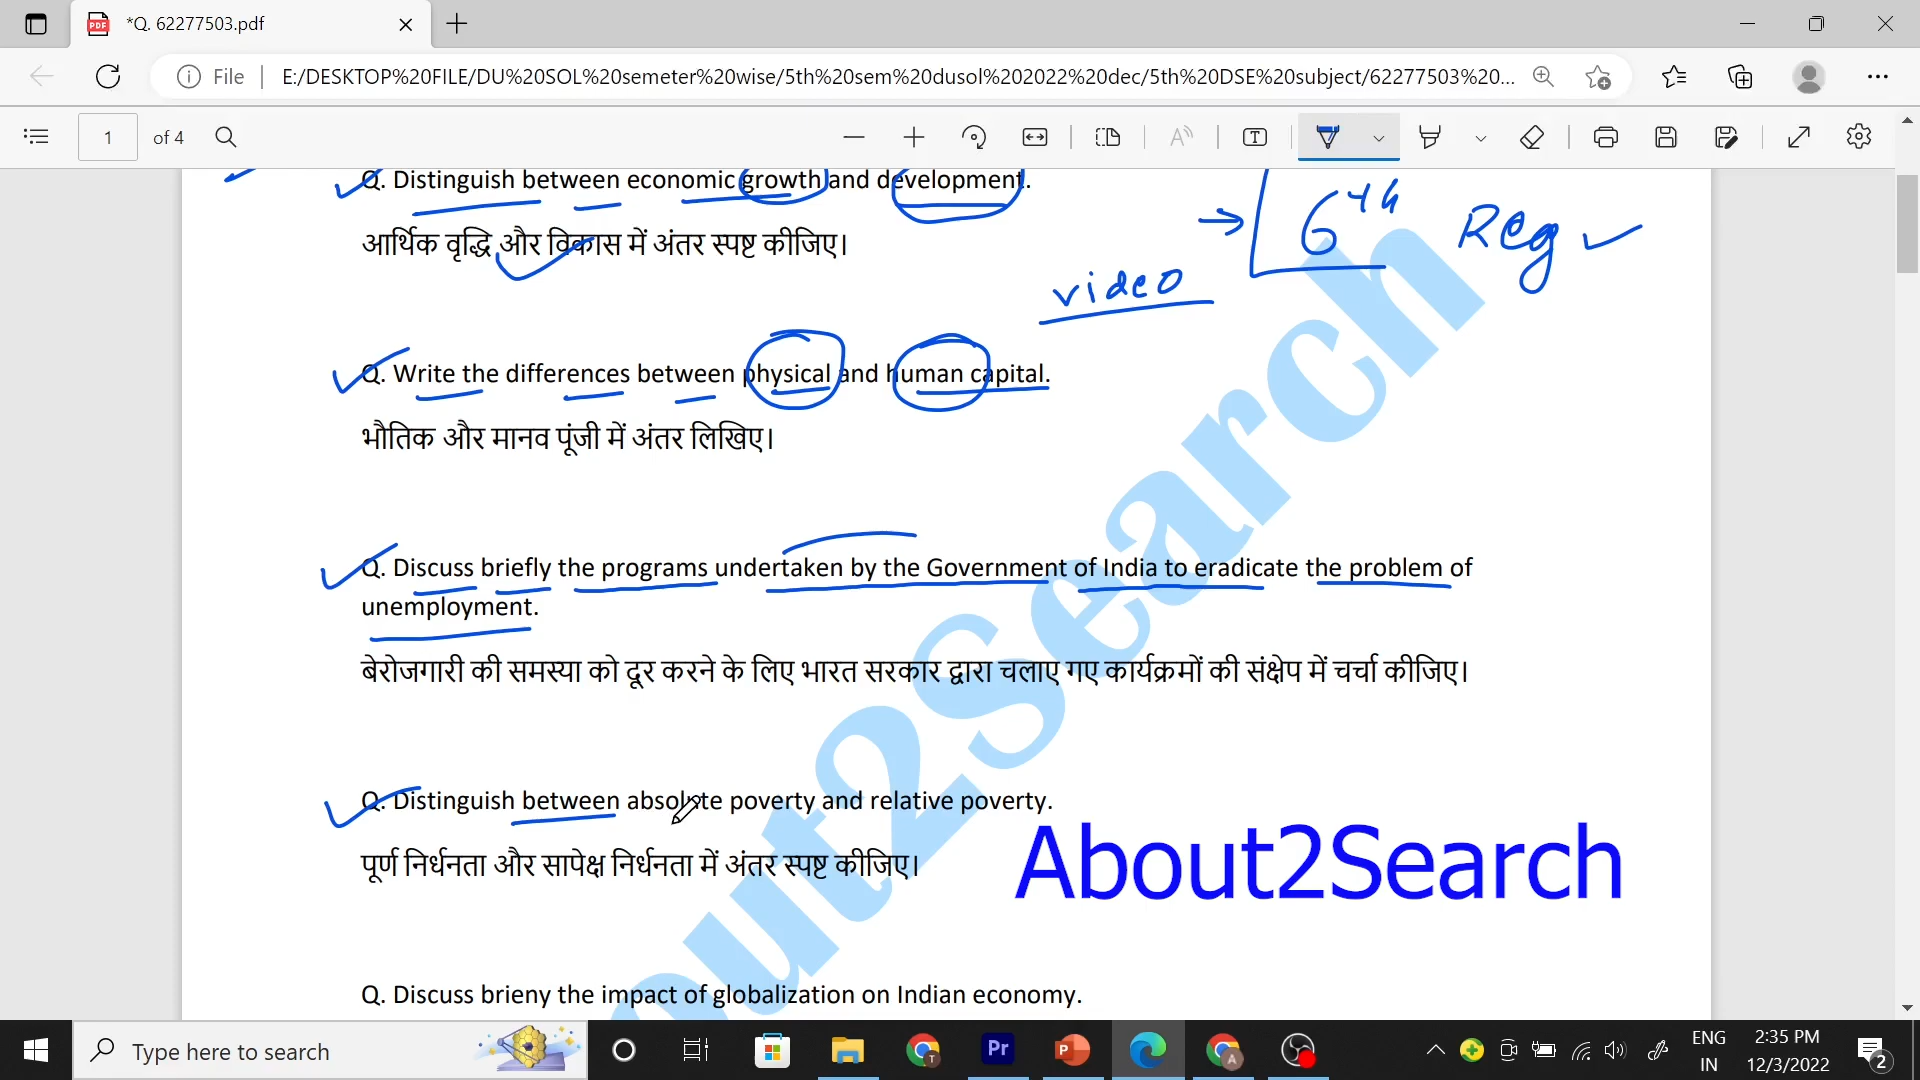 *Q. 62277503.pdf
File
E:/DESKTOP%20FILE/DU%20SOL%20semeter%20wise/5th%20sem%20dusol%202022%20dec/5th%20DSE%20subject/62277503%20...
1 of 4
Q. Distinguish between economic growth and development.
आर्थिक वृद्धि और विकास में अंतर स्पष्ट कीजिए।
6th Reg
video
Q. Write the differences between physical and human capital.
भौतिक और मानव पूंजी में अंतर लिखिए।
Q. Discuss briefly the programs undertaken by the Government of India to eradicate the problem of
unemployment.
बेरोजगारी की समस्या को दूर करने के लिए भारत सरकार द्वारा चलाए गए कार्यक्रमों की संक्षेप में चर्चा कीजिए।
Q. Distinguish between absolute poverty and relative poverty.
पूर्ण निर्धनता और सापेक्ष निर्धनता में अंतर स्पष्ट कीजिए।
About2Search
out2Search
Q. Discuss brieny the impact of globalization on Indian economy.
Type here to search
ENG
IN
2:35 PM
12/3/2022
2